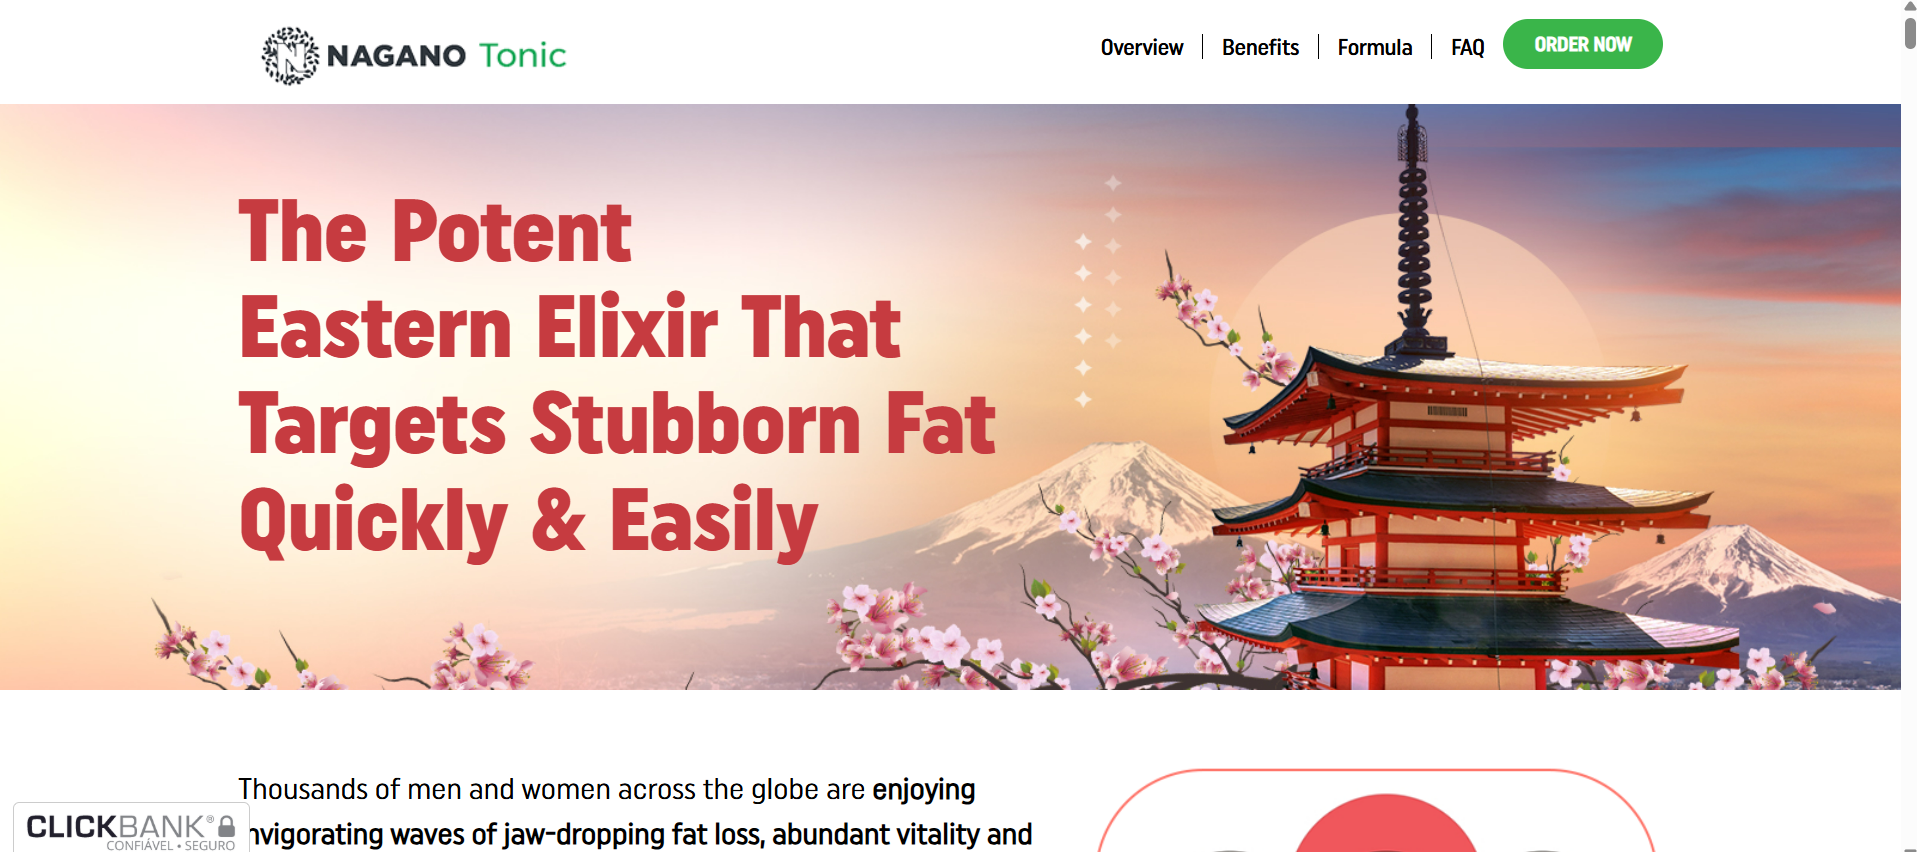 NAGANO Tonic
Overview
Benefits
Formula
FAQ
ORDER NOW
The Potent
Eastern Elixir That
Targets Stubborn Fat
Quickly & Easily
Thousands of men and women across the globe are enjoying
nvigorating waves of jaw-dropping fat loss, abundant vitality and
CLICKBANK®
CONFIÁVEL • SEGURO